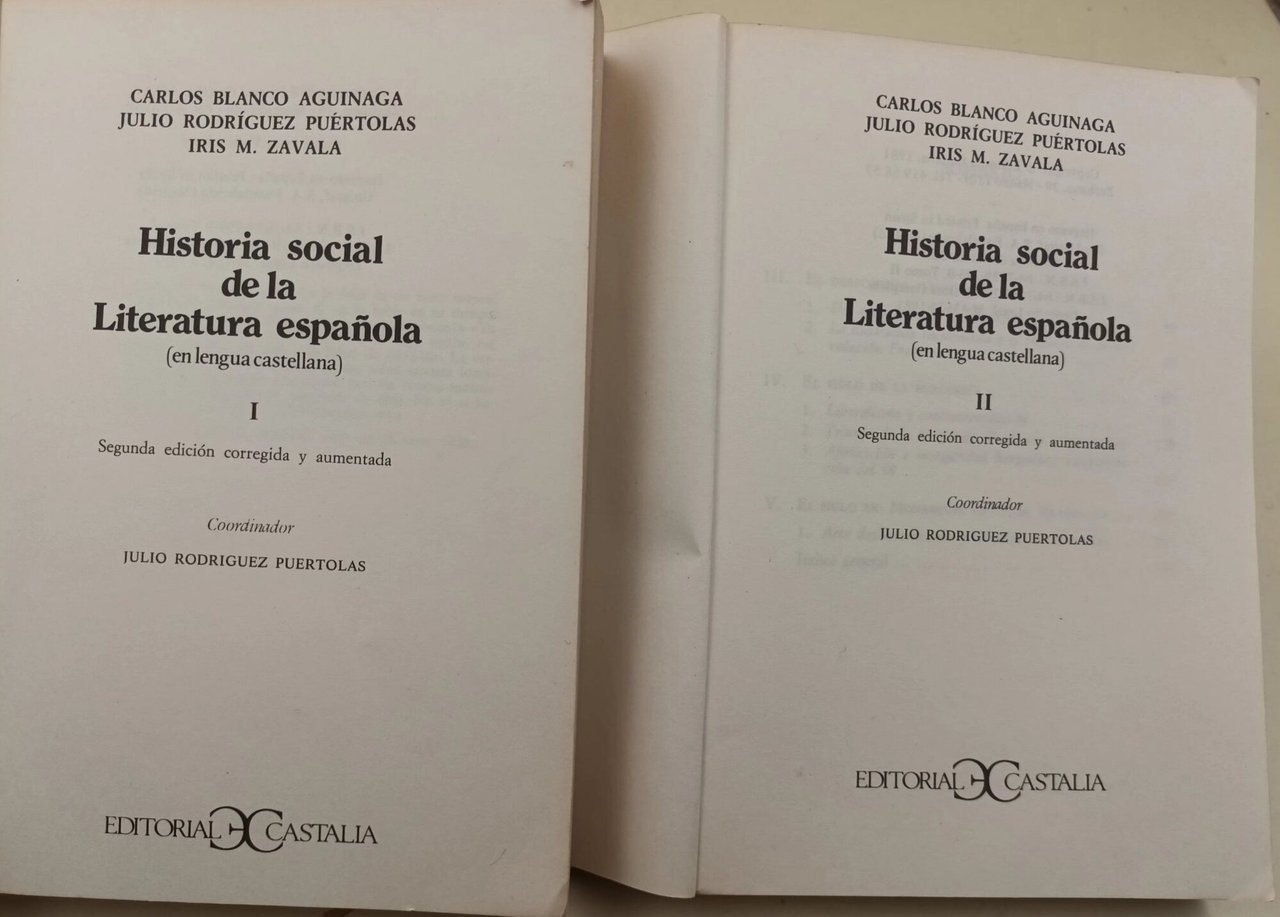 CARLOS BLANCO AGUINAGA
JULIO RODRÍGUEZ PUÉRTOLAS
IRIS M. ZAVALA
Historia social
de la
Literatura española
(en lengua castellana)
I
Segunda edición corregida y aumentada
Coordinador
JULIO RODRIGUEZ PUERTOLAS
EDITORIAL CASTALIA
CARLOS BLANCO AGUINAGA
JULIO RODRÍGUEZ PUÉRTOLAS
IRIS M. ZAVALA
Historia social
de la
Literatura española
(en lengua castellana)
II
Segunda edición corregida y aumentada
Coordinador
JULIO RODRIGUEZ PUERTOLAS
EDITORIAL CASTALIA